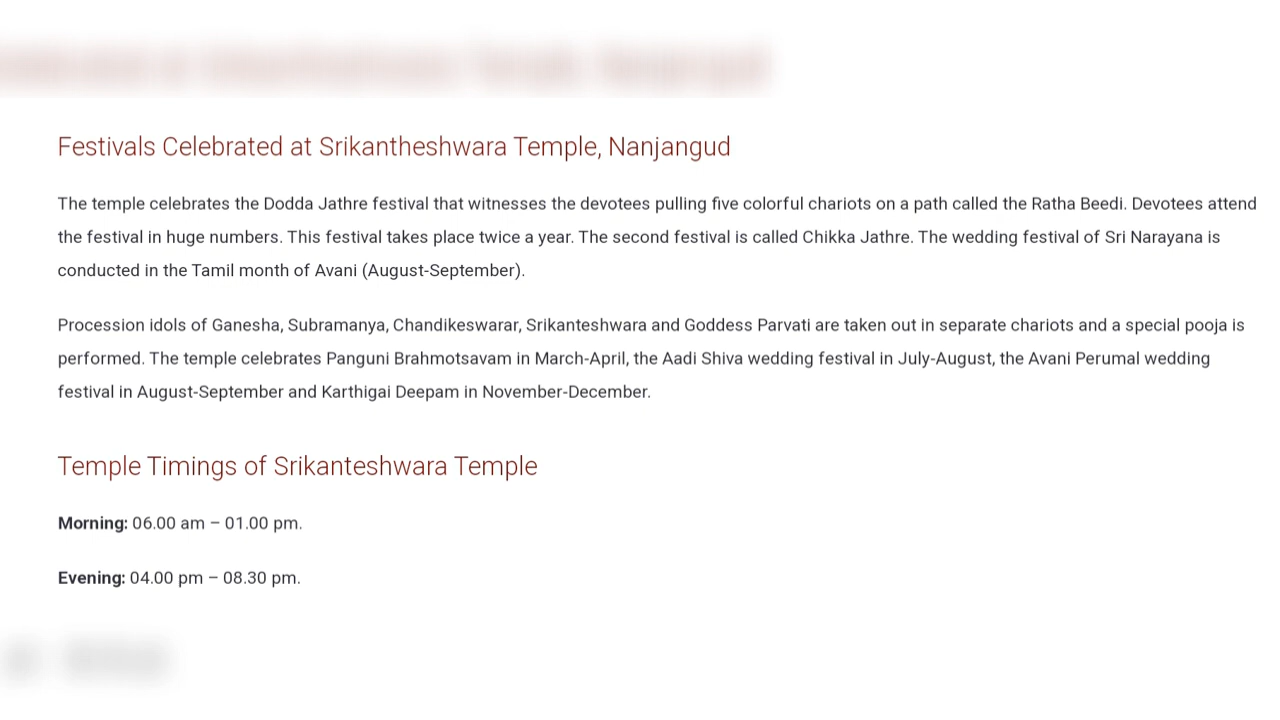 Festivals Celebrated at Srikantheshwara Temple, Nanjangud
The temple celebrates the Dodda Jathre festival that witnesses the devotees pulling five colorful chariots on a path called the Ratha Beedi. Devotees attend
the festival in huge numbers. This festival takes place twice a year. The second festival is called Chikka Jathre. The wedding festival of Sri Narayana is
conducted in the Tamil month of Avani (August-September).
Procession idols of Ganesha, Subramanya, Chandikeswarar, Srikanteshwara and Goddess Parvati are taken out in separate chariots and a special pooja is
performed. The temple celebrates Panguni Brahmotsavam in March-April, the Aadi Shiva wedding festival in July-August, the Avani Perumal wedding
festival in August-September and Karthigai Deepam in November-December.
Temple Timings of Srikanteshwara Temple
Morning: 06.00 am – 01.00 pm.
Evening: 04.00 pm – 08.30 pm.